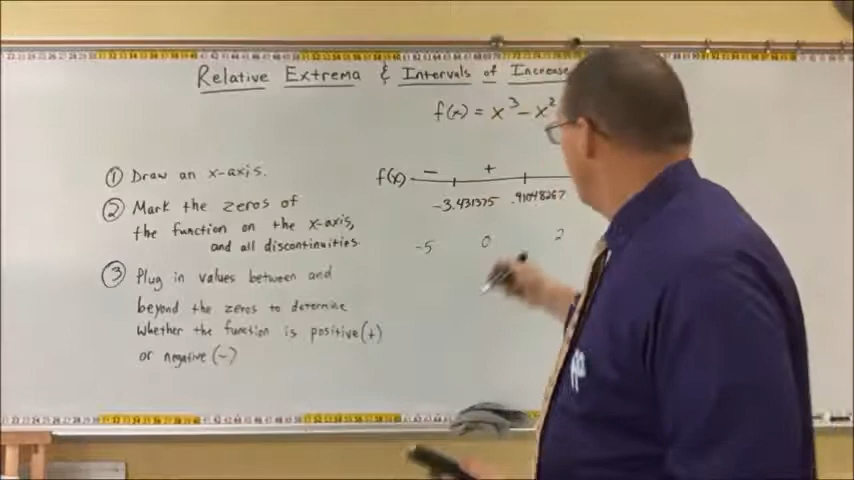 Relative Extrema & Intervals of Increase
f(x) = x³ - x²
① Draw an x-axis.
② Mark the zeros of
the function on the x-axis,
and all discontinuities.
③ Plug in values between and
beyond the zeros to determine
whether the function is positive (+)
or negative (-)
f(x) - +
-3.431375 .91048267
-5 0 2